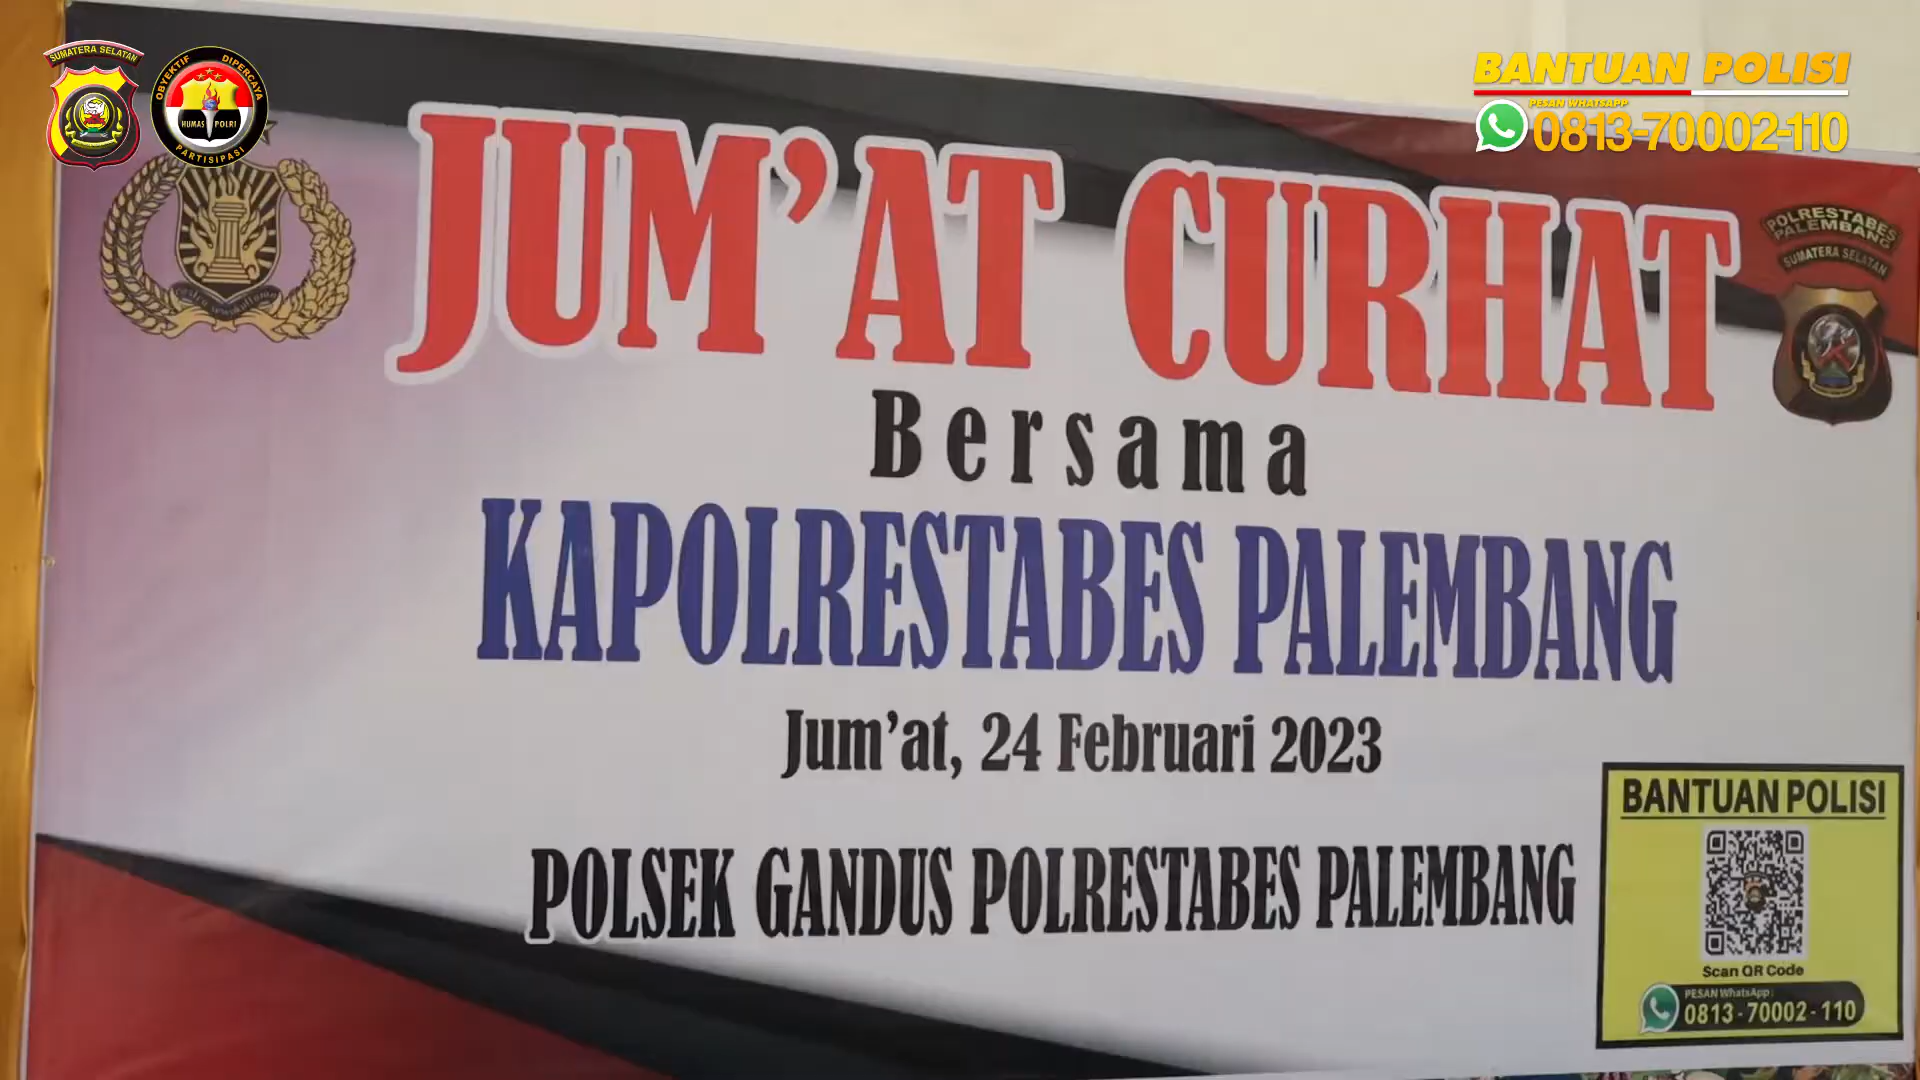 SUMATERA SELATAN
OBYEKTIF DIPERCAYA
HUMAS POLRI
PARTISIPASI
BANTUAN POLISI
PESAN WHATSAPP
0813-70002-110
JUM'AT CURHAT
POLRESTABES
PALEMBANG
SUMATERA SELATAN
Bersama
KAPOLRESTABES PALEMBANG
Jum'at, 24 Februari 2023
POLSEK GANDUS POLRESTABES PALEMBANG
BANTUAN POLISI
Scan QR Code
PESAN WhatsApp :
0813-70002-110